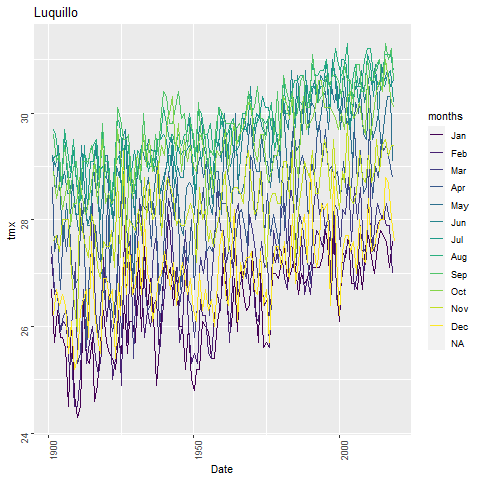 Luquillo
tmx
30
28
26
24
1900
1950
2000
Date
months
Jan
Feb
Mar
Apr
May
Jun
Jul
Aug
Sep
Oct
Nov
Dec
NA